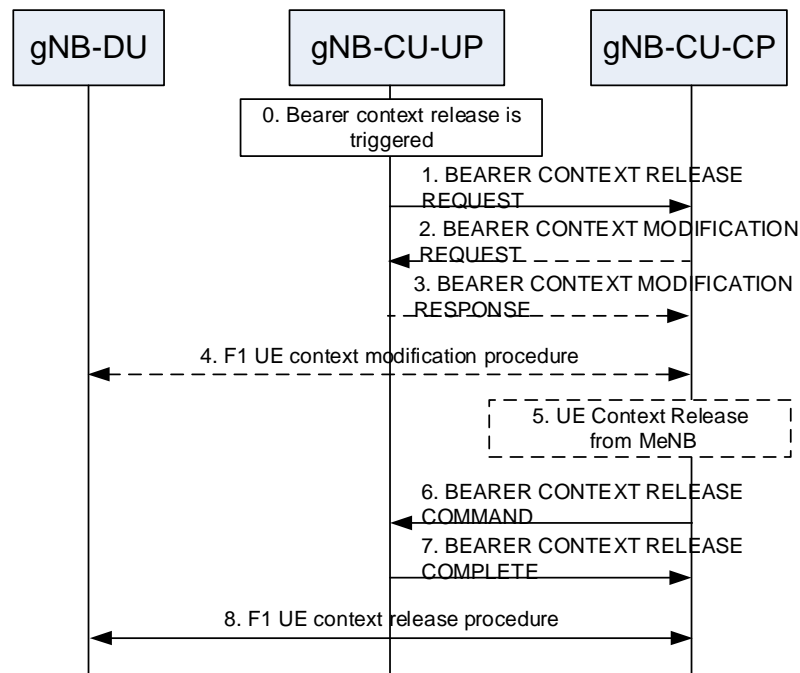 gNB-DU
gNB-CU-UP
gNB-CU-CP
0. Bearer context release is
triggered
1. BEARER CONTEXT RELEASE
REQUEST
2. BEARER CONTEXT MODIFICATION
REQUEST
3. BEARER CONTEXT MODIFICATION
RESPONSE
4. F1 UE context modification procedure
5. UE Context Release
from MeNB
6. BEARER CONTEXT RELEASE
COMMAND
7. BEARER CONTEXT RELEASE
COMPLETE
8. F1 UE context release procedure